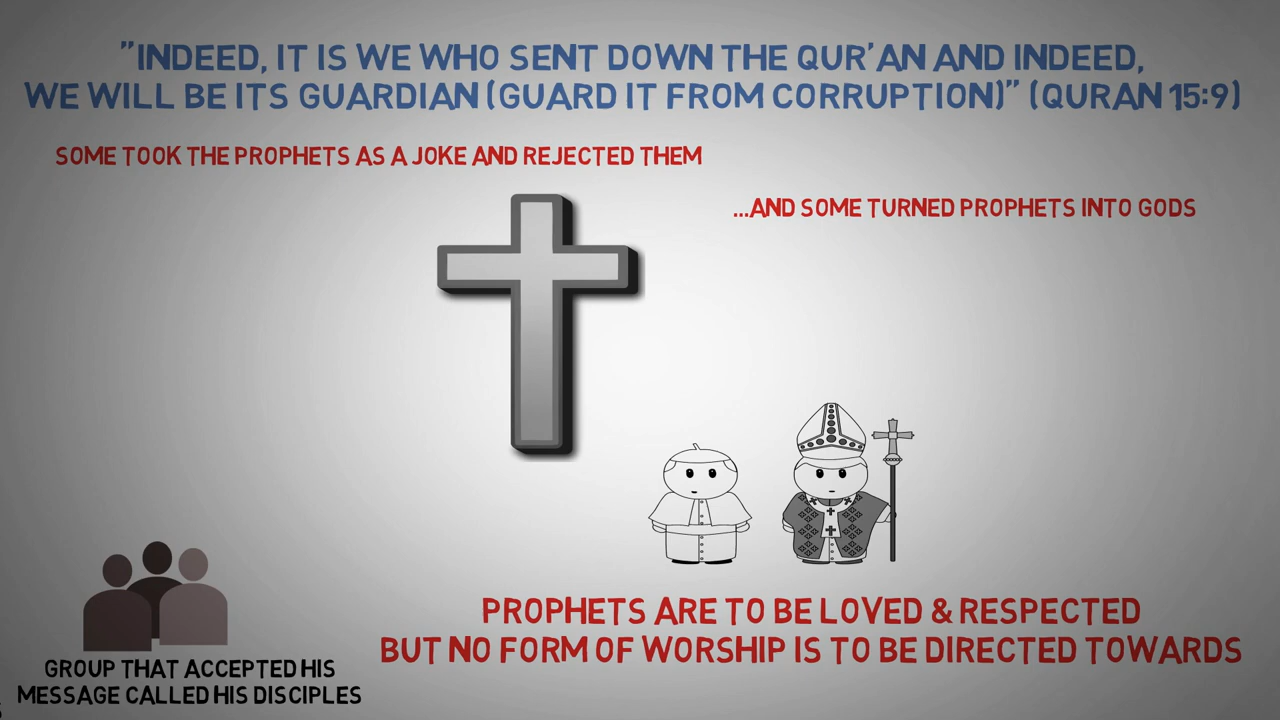 "INDEED, IT IS WE WHO SENT DOWN THE QUR'AN AND INDEED,
WE WILL BE ITS GUARDIAN (GUARD IT FROM CORRUPTION)" (QURAN 15:9)
SOME TOOK THE PROPHETS AS A JOKE AND REJECTED THEM
...AND SOME TURNED PROPHETS INTO GODS
PROPHETS ARE TO BE LOVED & RESPECTED
BUT NO FORM OF WORSHIP IS TO BE DIRECTED TOWARDS
GROUP THAT ACCEPTED HIS
MESSAGE CALLED HIS DISCIPLES